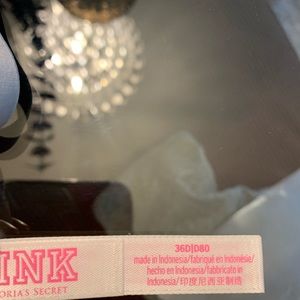 INK
ORIA'S SECRET
36D|080
made in Indonesia/fabriqué en Indonésie/
hecho en Indonesia/fabbricato in
Indonesia/印度尼西亚制造